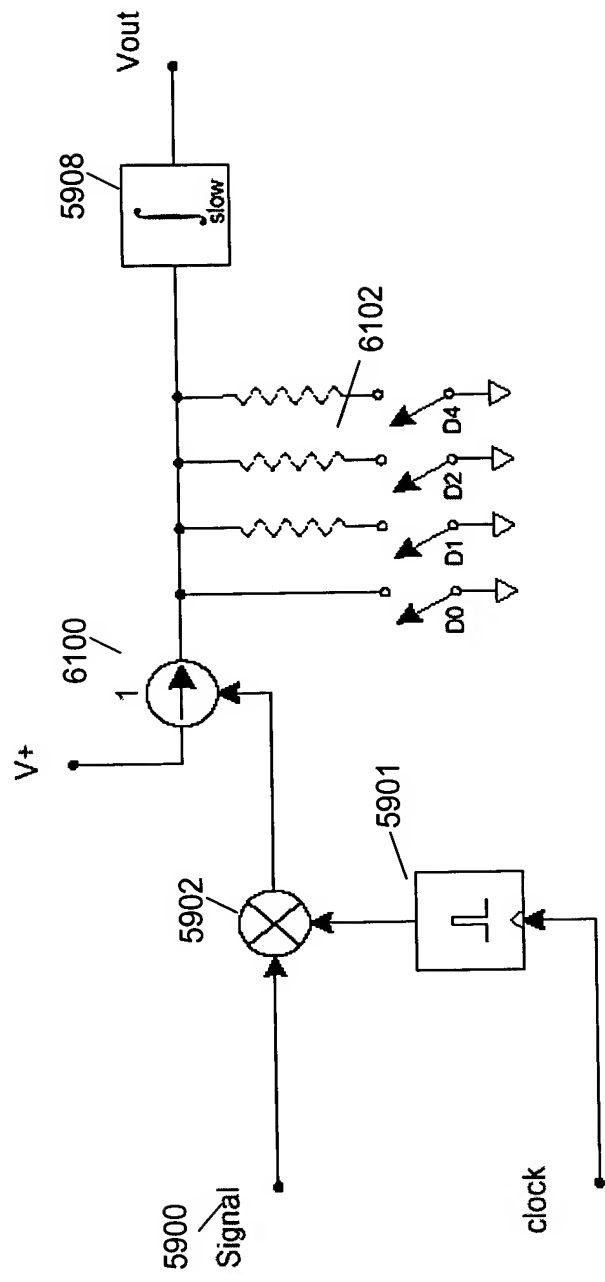 5900
Signal
clock
5901
5902
V+
6100
1
D0
D1
D2
D4
6102
5908
slow
Vout